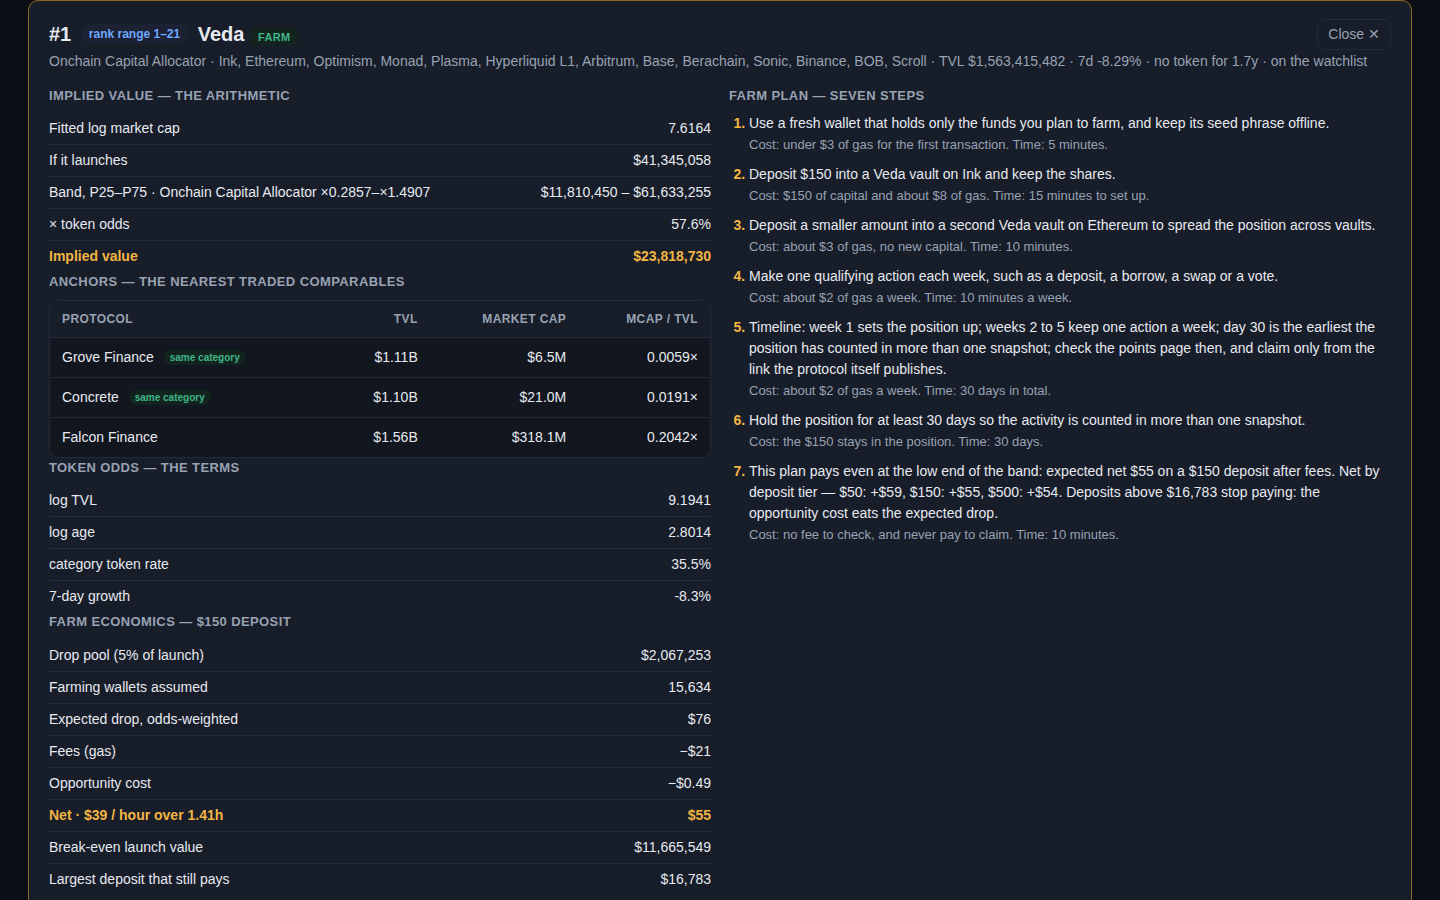 #1 rank range 1–21 Veda FARM
Close ✕
Onchain Capital Allocator · Ink, Ethereum, Optimism, Monad, Plasma, Hyperliquid L1, Arbitrum, Base, Berachain, Sonic, Binance, BOB, Scroll · TVL $1,563,415,482 · 7d -8.29% · no token for 1.7y · on the watchlist
IMPLIED VALUE — THE ARITHMETIC
Fitted log market cap 7.6164
If it launches $41,345,058
Band, P25–P75 · Onchain Capital Allocator ×0.2857–×1.4907 $11,810,450 – $61,633,255
× token odds 57.6%
Implied value $23,818,730
ANCHORS — THE NEAREST TRADED COMPARABLES
PROTOCOL TVL MARKET CAP MCAP / TVL
Grove Finance same category $1.11B $6.5M 0.0059×
Concrete same category $1.10B $21.0M 0.0191×
Falcon Finance $1.56B $318.1M 0.2042×
TOKEN ODDS — THE TERMS
log TVL 9.1941
log age 2.8014
category token rate 35.5%
7-day growth -8.3%
FARM ECONOMICS — $150 DEPOSIT
Drop pool (5% of launch) $2,067,253
Farming wallets assumed 15,634
Expected drop, odds-weighted $76
Fees (gas) −$21
Opportunity cost −$0.49
Net · $39 / hour over 1.41h $55
Break-even launch value $11,665,549
Largest deposit that still pays $16,783
FARM PLAN — SEVEN STEPS
1. Use a fresh wallet that holds only the funds you plan to farm, and keep its seed phrase offline.
Cost: under $3 of gas for the first transaction. Time: 5 minutes.
2. Deposit $150 into a Veda vault on Ink and keep the shares.
Cost: $150 of capital and about $8 of gas. Time: 15 minutes to set up.
3. Deposit a smaller amount into a second Veda vault on Ethereum to spread the position across vaults.
Cost: about $3 of gas, no new capital. Time: 10 minutes.
4. Make one qualifying action each week, such as a deposit, a borrow, a swap or a vote.
Cost: about $2 of gas a week. Time: 10 minutes a week.
5. Timeline: week 1 sets the position up; weeks 2 to 5 keep one action a week; day 30 is the earliest the
position has counted in more than one snapshot; check the points page then, and claim only from the
link the protocol itself publishes.
Cost: about $2 of gas a week. Time: 30 days in total.
6. Hold the position for at least 30 days so the activity is counted in more than one snapshot.
Cost: the $150 stays in the position. Time: 30 days.
7. This plan pays even at the low end of the band: expected net $55 on a $150 deposit after fees. Net by
deposit tier — $50: +$59, $150: +$55, $500: +$54. Deposits above $16,783 stop paying: the
opportunity cost eats the expected drop.
Cost: no fee to check, and never pay to claim. Time: 10 minutes.